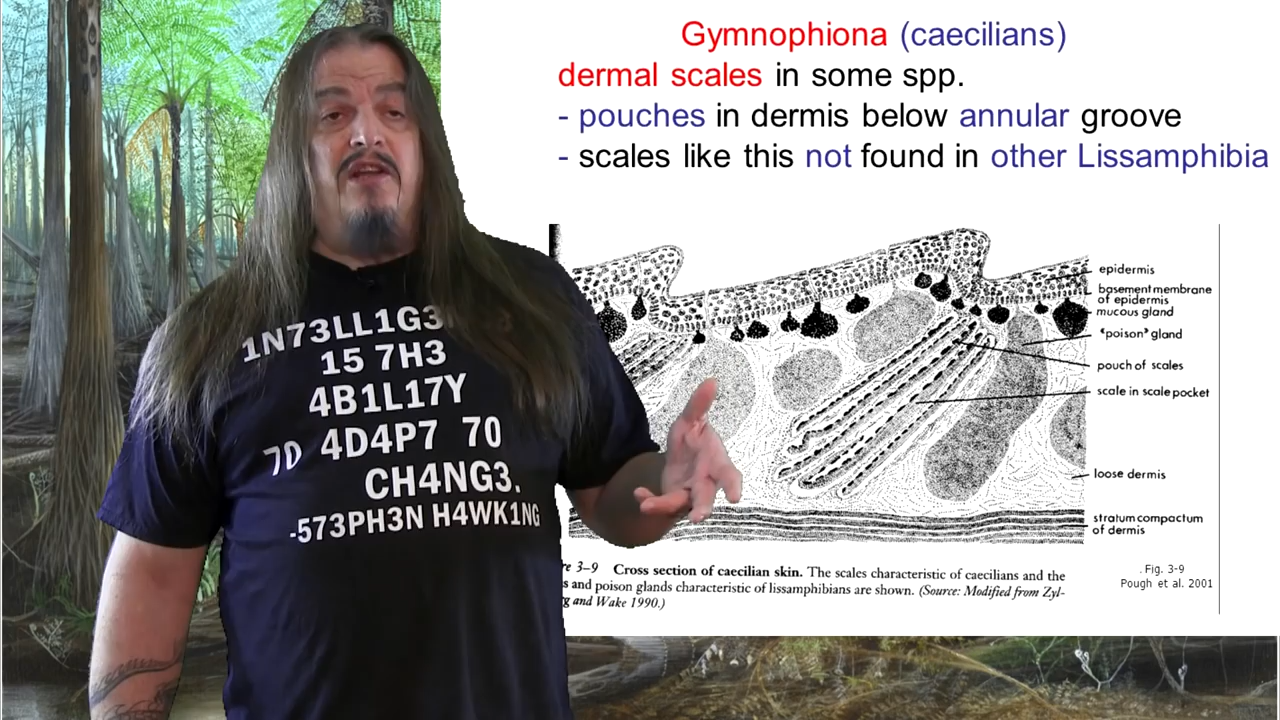 Gymnophiona (caecilians)
dermal scales in some spp.
- pouches in dermis below annular groove
- scales like this not found in other Lissamphibia
1N73LL1G3
15 7H3
4B1L17Y
70 4D4P7 70
CH4NG3.
-573PH3N H4WK1NG
epidermis
basement membrane
of epidermis
mucous gland
"poison" gland
pouch of scales
scale in scale pocket
loose dermis
stratum compactum
of dermis
3–9 Cross section of caecilian skin. The scales characteristic of caecilians and the
and poison glands characteristic of lissamphibians are shown. (Source: Modified from Zyl-
and Wake 1990.)
. Fig. 3-9
Pough et al. 2001